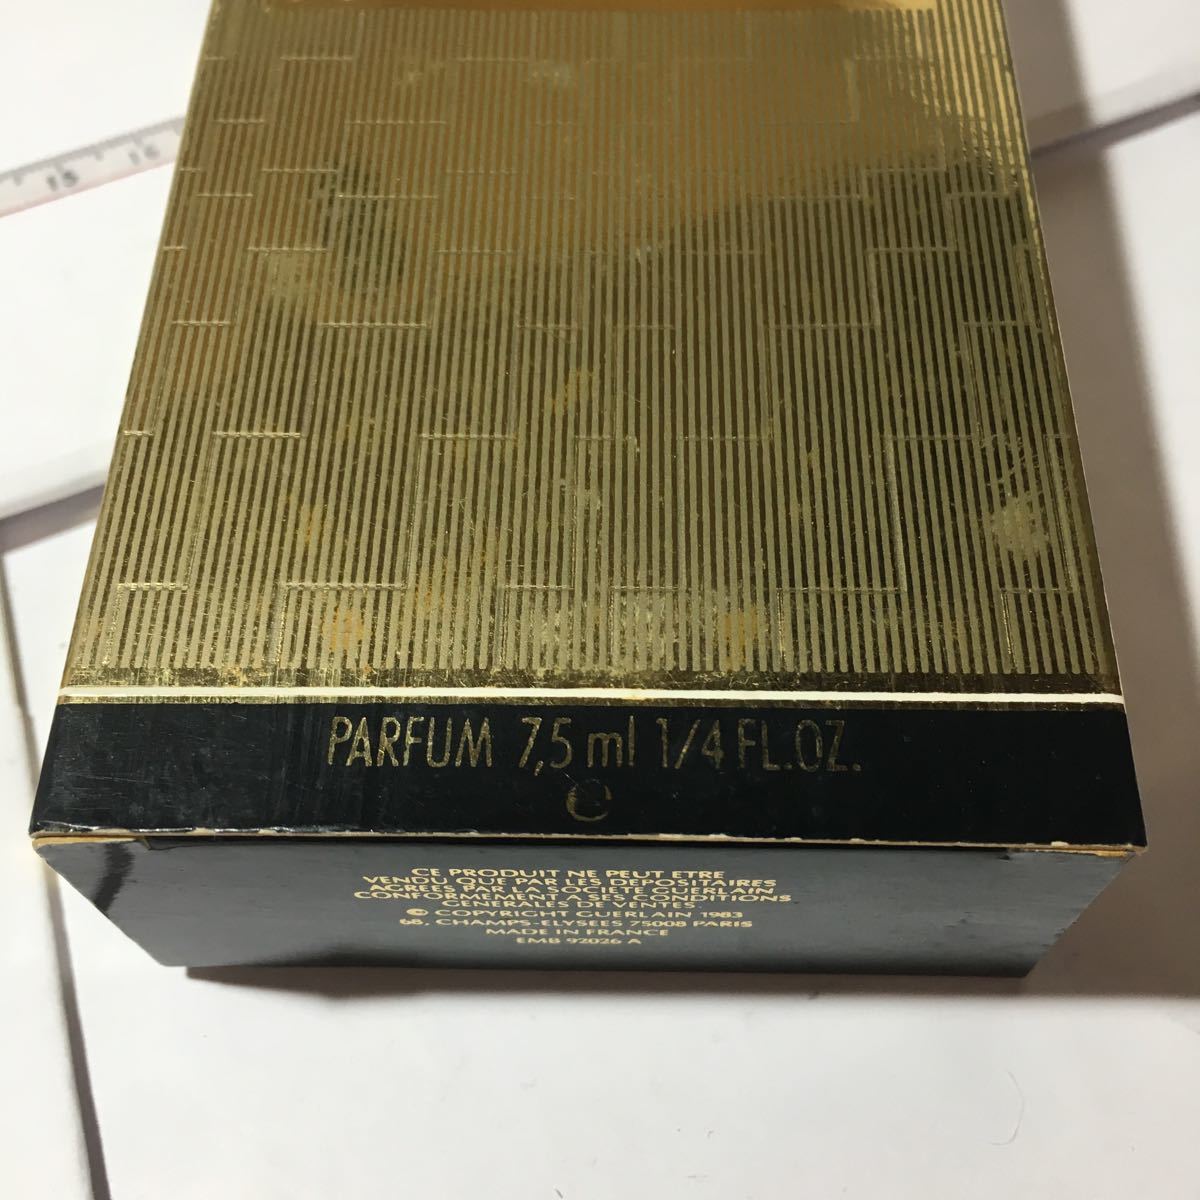 15 16
PARFUM 7,5 ml 1/4 FL.OZ.
C
CE PRODUIT NE PEUT ETRE
VENDU QUE PAR LES DEPOSITAIRES
AGREES PAR LA SOCIETE GUERLAIN
CONFORMEMENT A SES CONDITIONS
GENERALES DE VENTES.
© COPYRIGHT GUERLAIN 1983
68, CHAMPS-ELYSEES 75008 PARIS
MADE IN FRANCE
EMB 92026 A